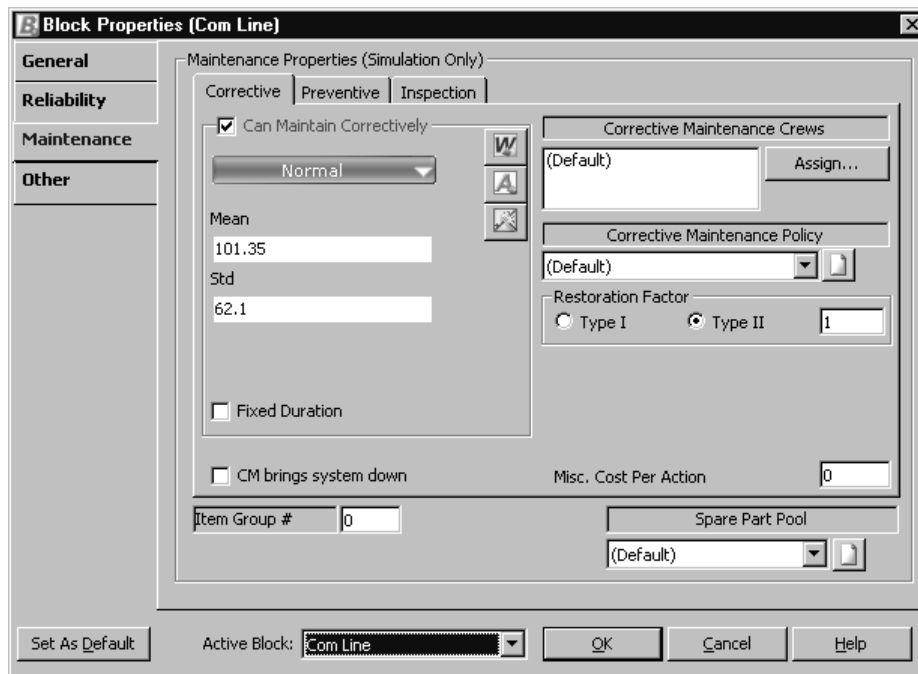 Block Properties (Com Line)
General
Reliability
Maintenance
Other
Maintenance Properties (Simulation Only)
Corrective Preventive Inspection
Can Maintain Correctively
Normal
Mean
101.35
Std
62.1
Fixed Duration
CM brings system down
W
A
Corrective Maintenance Crews
(Default)
Assign...
Corrective Maintenance Policy
(Default)
Restoration Factor
Type I Type II 1
Misc. Cost Per Action 0
Item Group # 0
Spare Part Pool
(Default)
Set As Default Active Block: Com Line OK Cancel Help